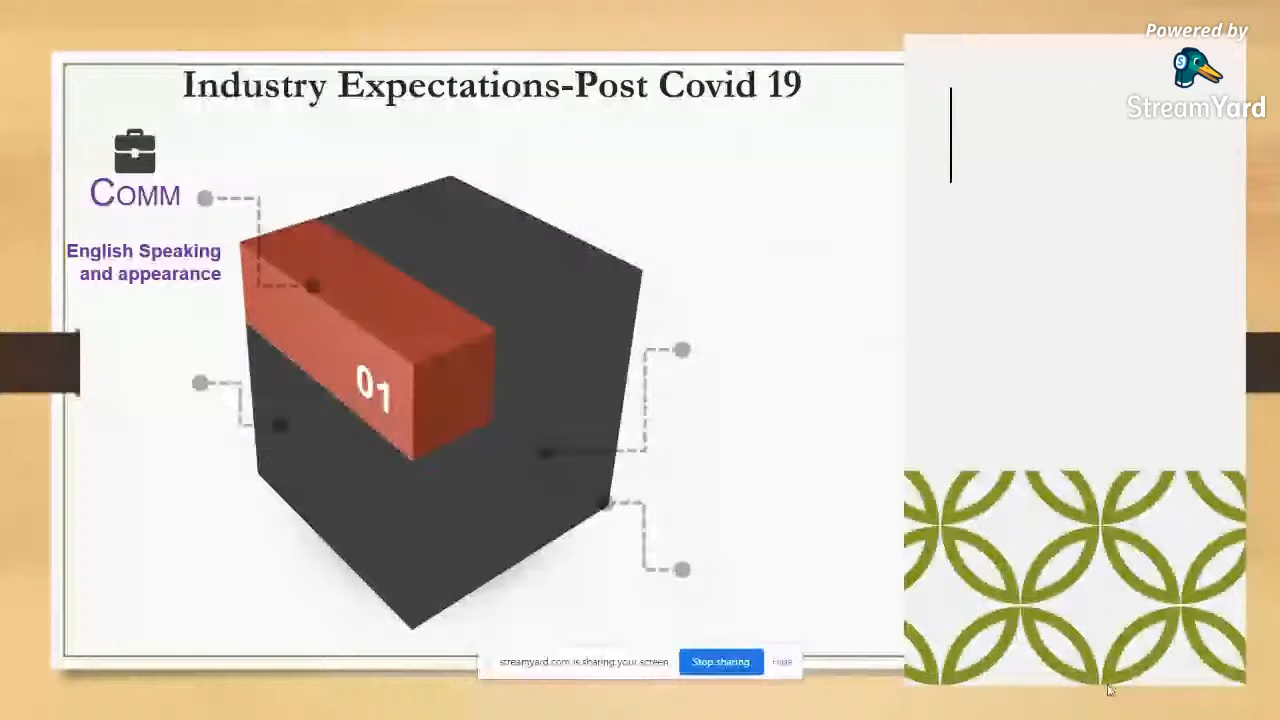 Powered by
StreamYard
Industry Expectations-Post Covid 19
COMM
English Speaking
and appearance
01
streamyard.com is sharing your screen.
Stop sharing
Hide